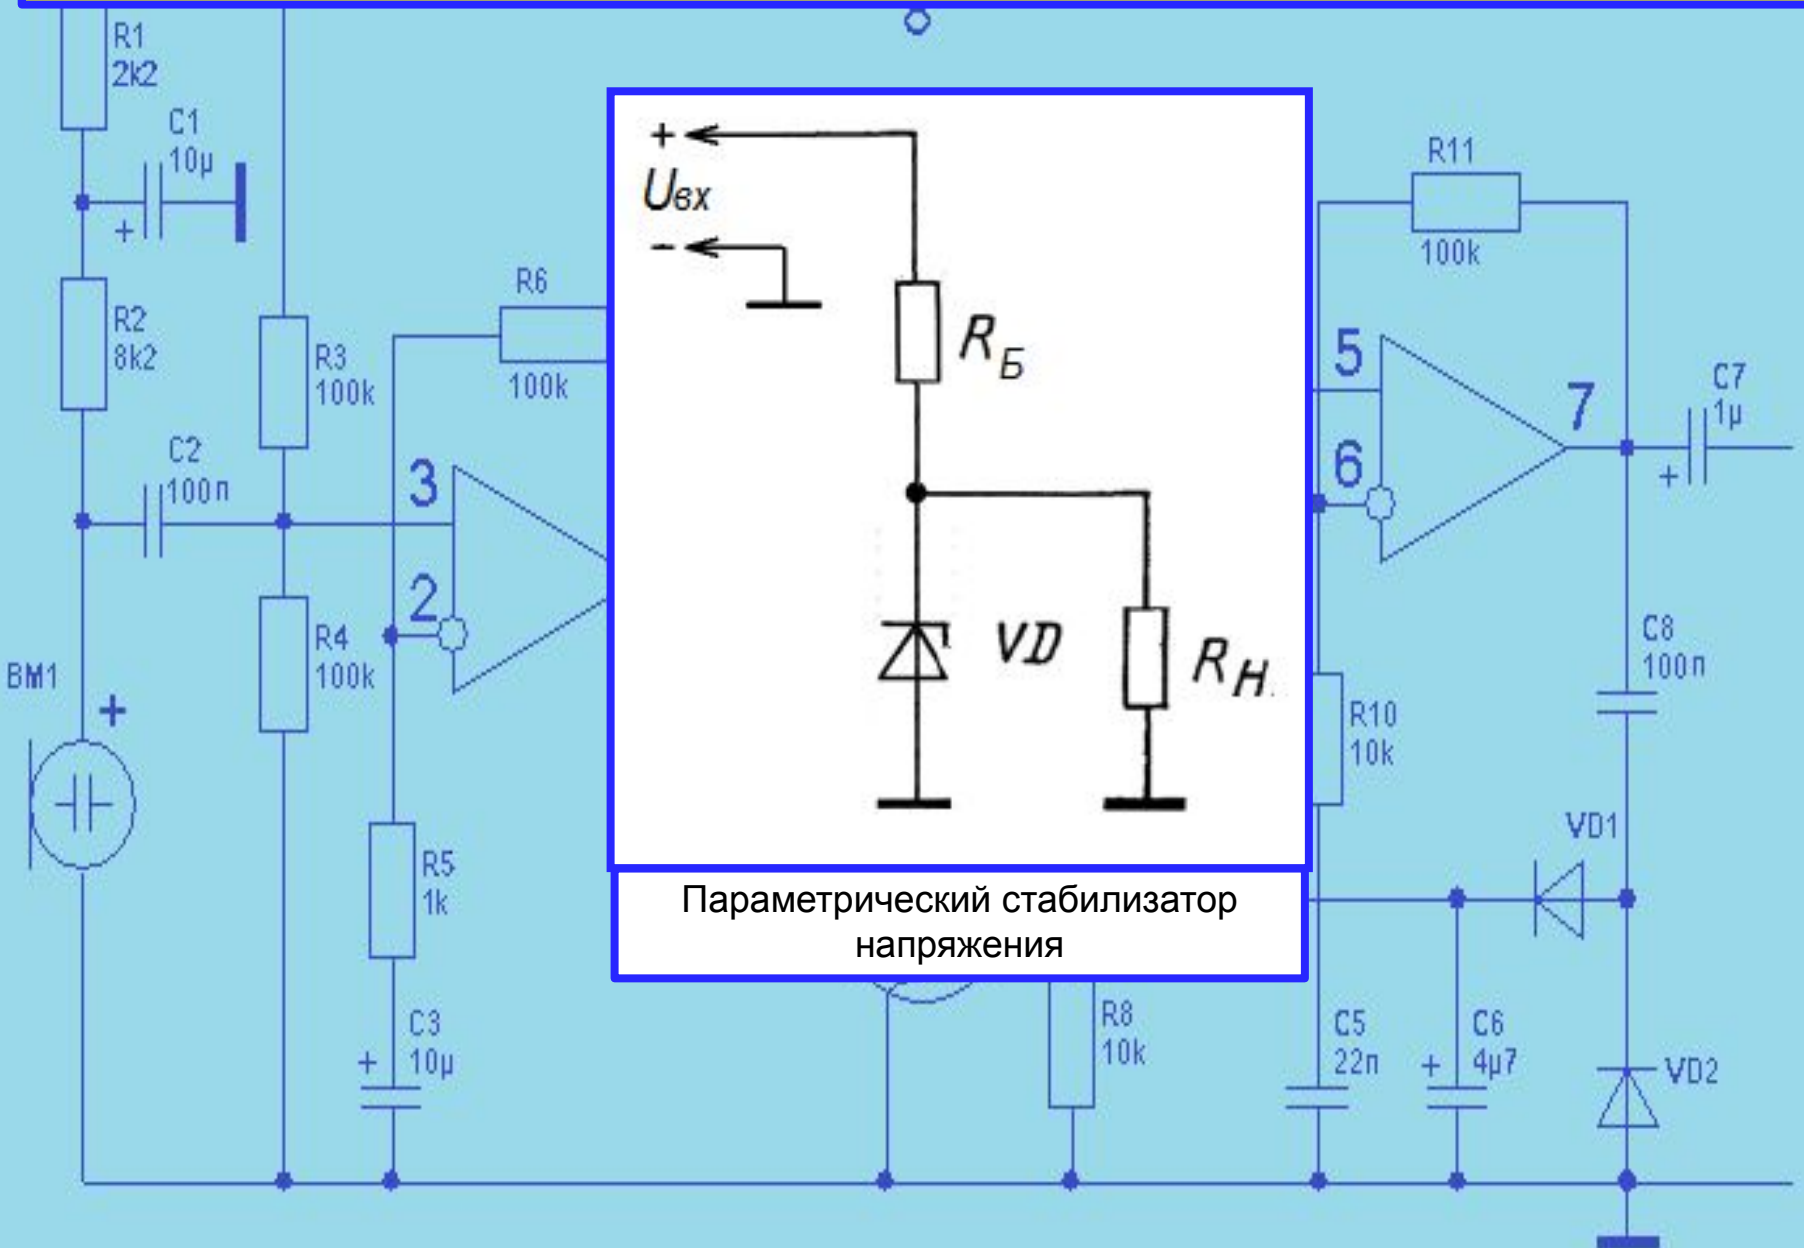 R1
2k2
C1
10µ
+
R2
8k2
R3
100k
C2
100n
R4
100k
BM1
+
R6
100k
3
2
R5
1k
C3
+ 10µ
+
Uвх
-
RБ
VD
RН.
Параметрический стабилизатор
напряжения
R8
10k
R11
100k
5
6
7
C7
1µ
+
R10
10k
C8
100n
VD1
C5
22n
C6
+ 4µ7
VD2